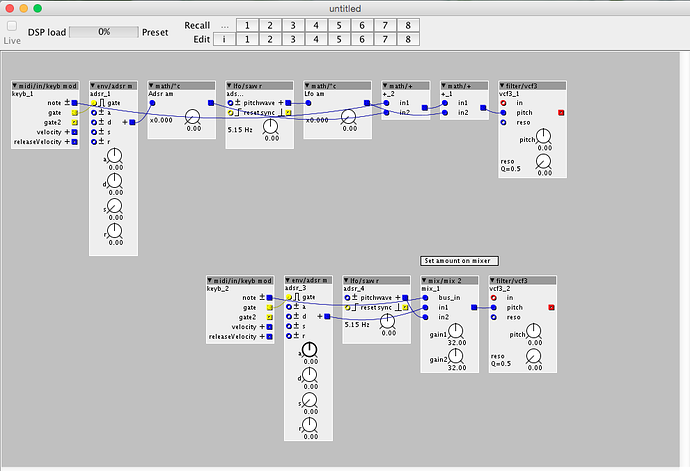 untitled
Live
DSP load
0%
Preset
Recall ... 1 2 3 4 5 6 7 8
Edit i 1 2 3 4 5 6 7 8
▼midi/in/keyb mod
keyb_1
note ±
gate
gate2
velocity +
releaseVelocity +
▼env/adsr m
adsr_1
gate
± a
± d +
± s
± r
a
0.00
d
0.00
s
0.00
r
0.00
▼math/*c
Adsr am
x0.000
0.00
▼lfo/saw r
ads...
± pitch wave +
reset sync
5.15 Hz
0.00
▼math/*c
Lfo am
x0.000
0.00
▼math/+
+_2
in1
in2
▼math/+
+_1
in1
in2
▼filter/vcf3
vcf3_1
in
pitch
reso
pitch
0.00
reso
Q=0.5
0.00
Set amount on mixer
▼midi/in/keyb mod
keyb_2
note ±
gate
gate2
velocity +
releaseVelocity +
▼env/adsr m
adsr_3
gate
± a
± d +
± s
± r
a
0.00
d
0.00
s
0.00
r
0.00
▼lfo/saw r
adsr_4
± pitch wave +
reset sync
5.15 Hz
0.00
▼mix/mix 2
mix_1
bus_in
in1
in2
gain1
32.00
gain2
32.00
▼filter/vcf3
vcf3_2
in
pitch
reso
pitch
0.00
reso
Q=0.5
0.00